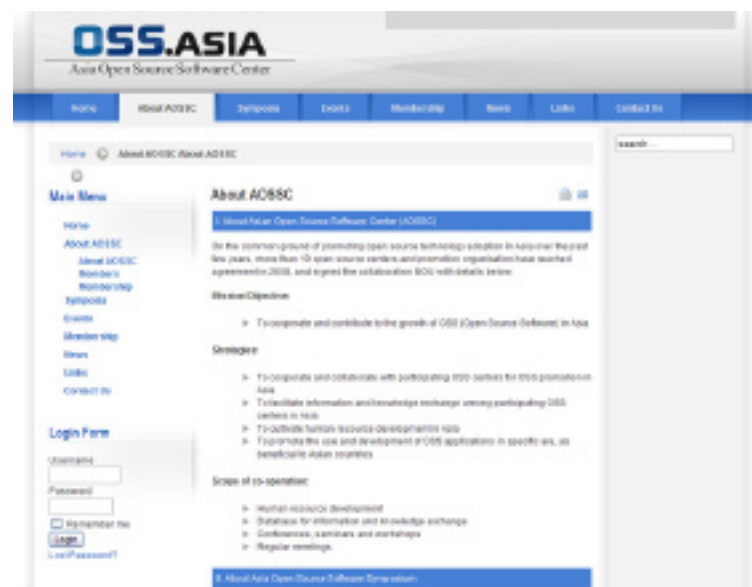 OSS.ASIA
Asia Open Source Software Center
Home About AOSSC Symposia Events Membership News Links Contact Us
search...
Home About AOSSC About AOSSC
Main Menu
Home
About AOSSC
About AOSSC
Members
Membership
Symposia
Events
Membership
News
Links
Contact Us
Login Form
Username
Password
Remember me
Login
Lost Password?
About AOSSC
I. About Asian Open Source Software Center (AOSSC)
On the common ground of promoting open source technology adoption in Asia over the past
few years, more than 10 open source centers and promotion organisation have reached
agreement in 2008, and signed the collaboration MOU with details below:
Mission/Objective:
To cooperate and contribute to the growth of OSS (Open Source Software) in Asia
Strategies:
To cooperate and collaborate with participating OSS centers for OSS promotion in
Asia
To facilitate information and knowledge exchange among participating OSS
centers in Asia
To cultivate human resource development in Asia
To promote the use and development of OSS applications in specific are, as
beneficial to Asian countries
Scope of co-operation:
Human resource development
Database for information and knowledge exchange
Conferences, seminars and workshops
Regular meetings.
II. About Asia Open Source Software Symposium